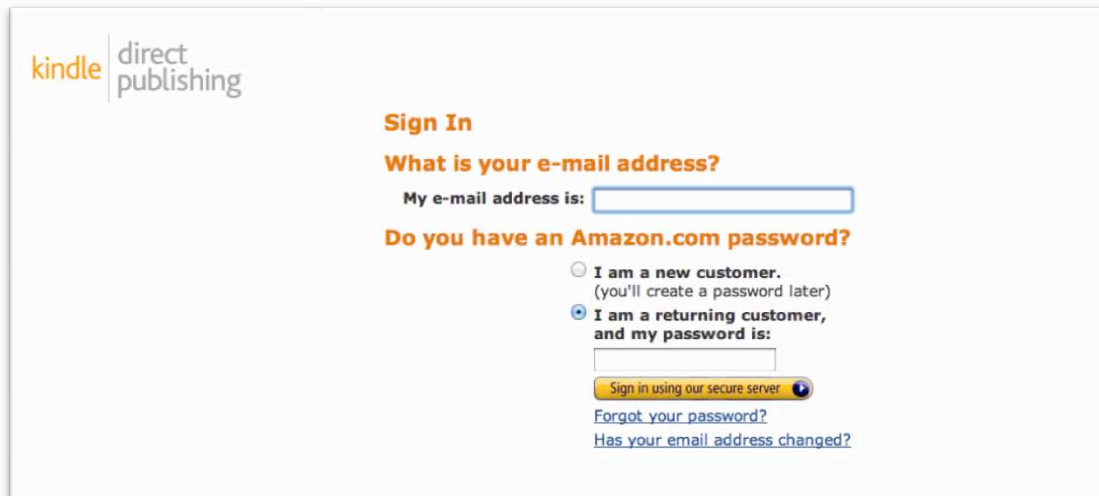 kindle direct
publishing
Sign In
What is your e-mail address?
My e-mail address is:
Do you have an Amazon.com password?
I am a new customer.
(you'll create a password later)
I am a returning customer,
and my password is:
Sign in using our secure server
Forgot your password?
Has your email address changed?